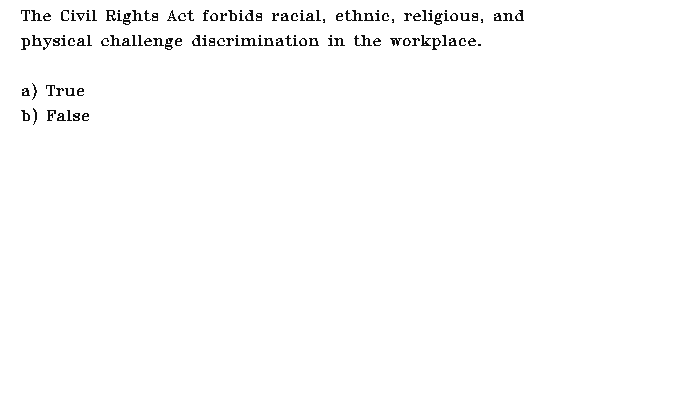 The Civil Rights Act forbids racial, ethnic, religious, and
physical challenge discrimination in the workplace.
a) True
b) False